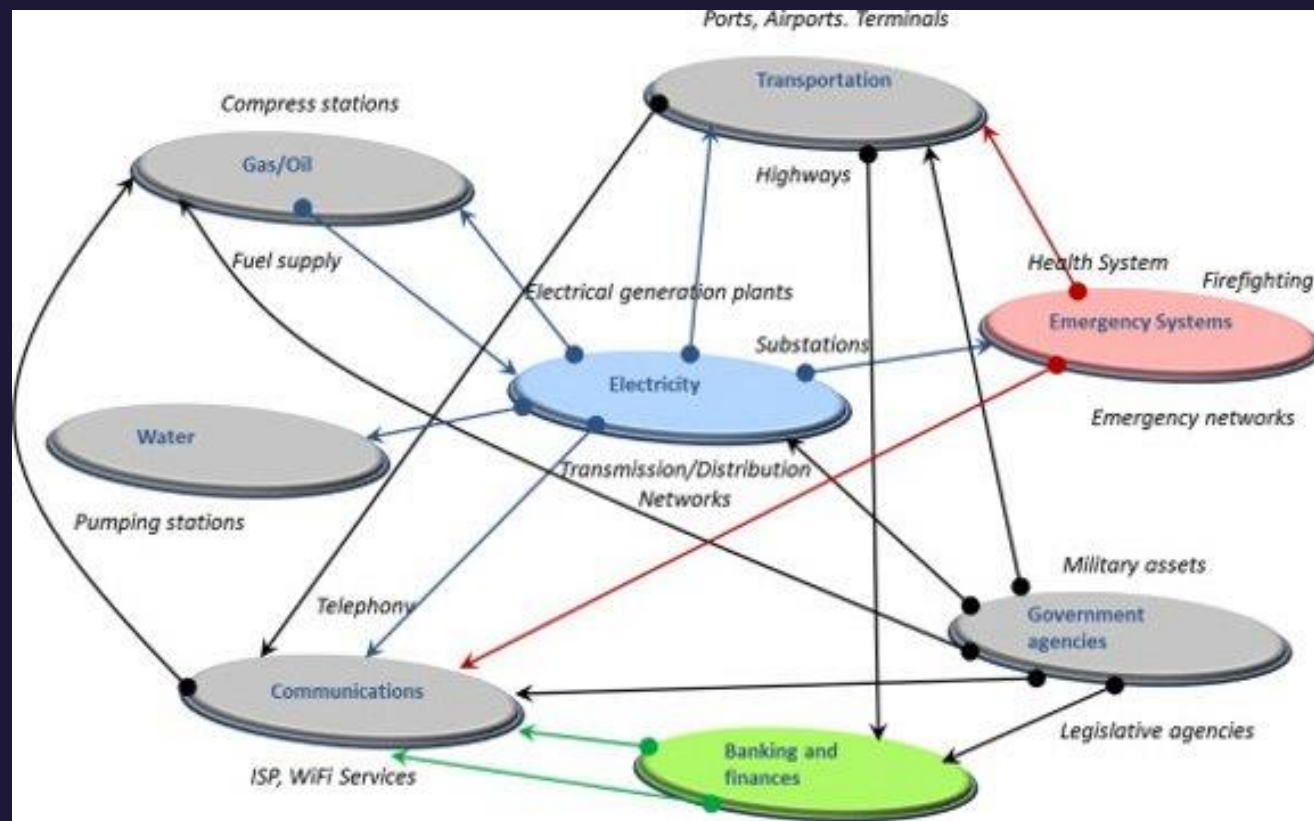 Ports, Airports. Terminals
Transportation
Compress stations
Gas/Oil
Highways
Fuel supply
Health System
Firefighting
Electrical generation plants
Emergency Systems
Substations
Electricity
Emergency networks
Water
Transmission/Distribution
Networks
Pumping stations
Military assets
Telephony
Government
agencies
Communications
Legislative agencies
Banking and
finances
ISP, WiFi Services